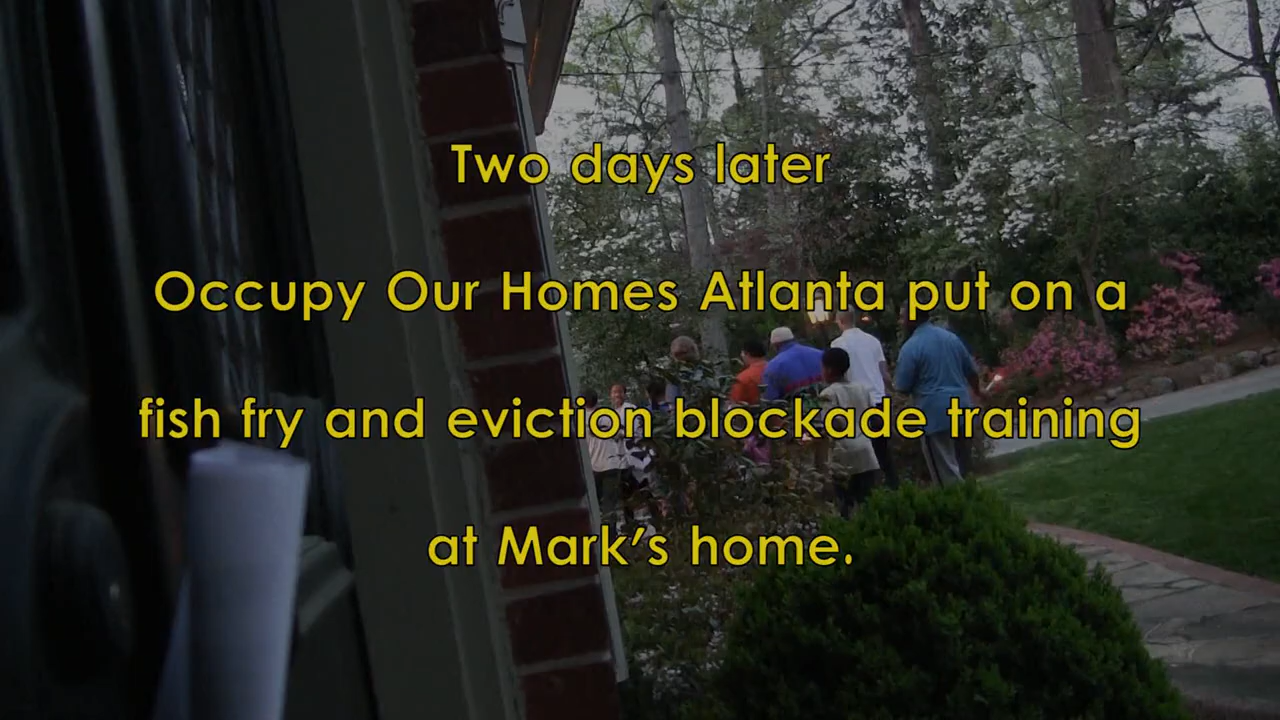 Two days later
Occupy Our Homes Atlanta put on a
fish fry and eviction blockade training
at Mark's home.